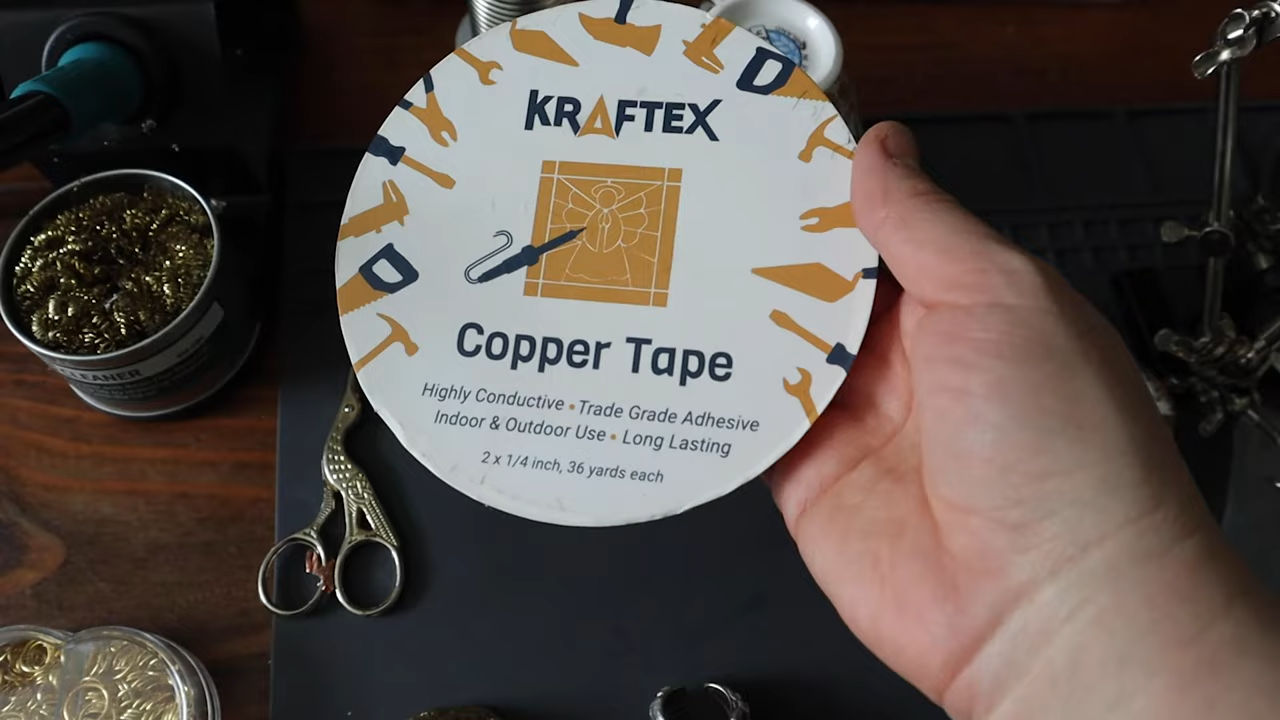 KRAFTEX
Copper Tape
Highly Conductive • Trade Grade Adhesive
Indoor & Outdoor Use • Long Lasting
2 x 1/4 inch, 36 yards each
CLEANER